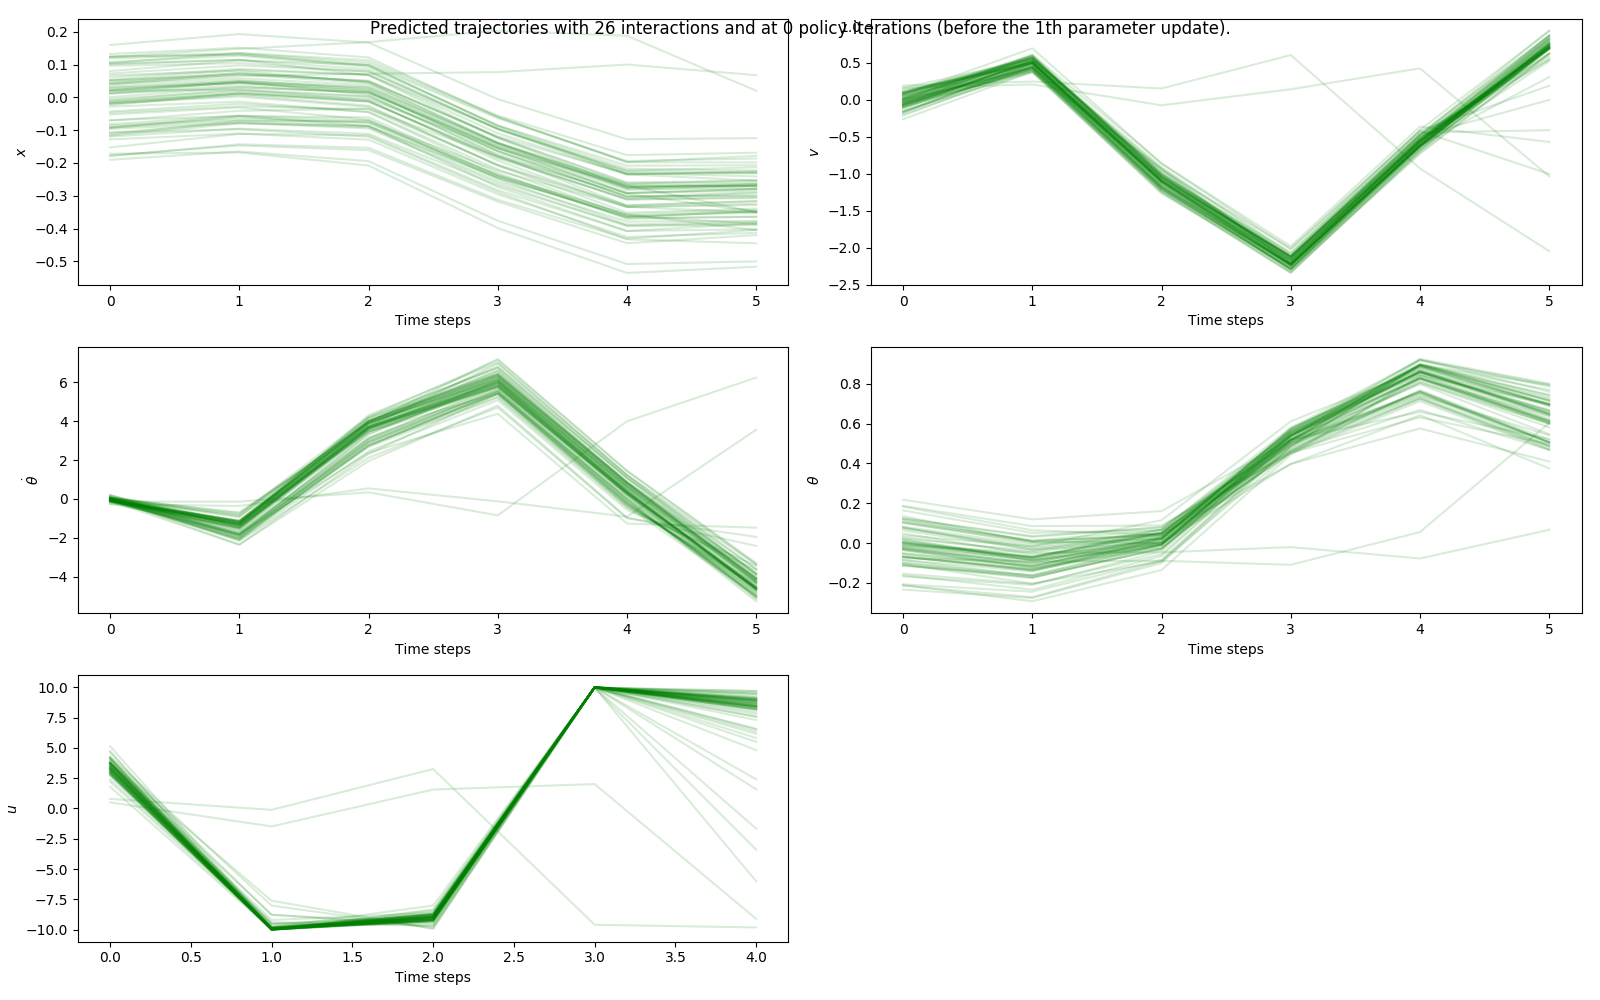 Predicted trajectories with 26 interactions and at 0 policy iterations (before the 1th parameter update).
0.2
0.1
0.0
−0.1
−0.2
−0.3
−0.4
−0.5
x
0 1 2 3 4 5
Time steps
1.0
0.5
0.0
−0.5
−1.0
−1.5
−2.0
−2.5
v
0 1 2 3 4 5
Time steps
6
4
2
0
−2
−4
θ̇
0 1 2 3 4 5
Time steps
0.8
0.6
0.4
0.2
0.0
−0.2
θ
0 1 2 3 4 5
Time steps
10.0
7.5
5.0
2.5
0.0
−2.5
−5.0
−7.5
−10.0
u
0.0 0.5 1.0 1.5 2.0 2.5 3.0 3.5 4.0
Time steps